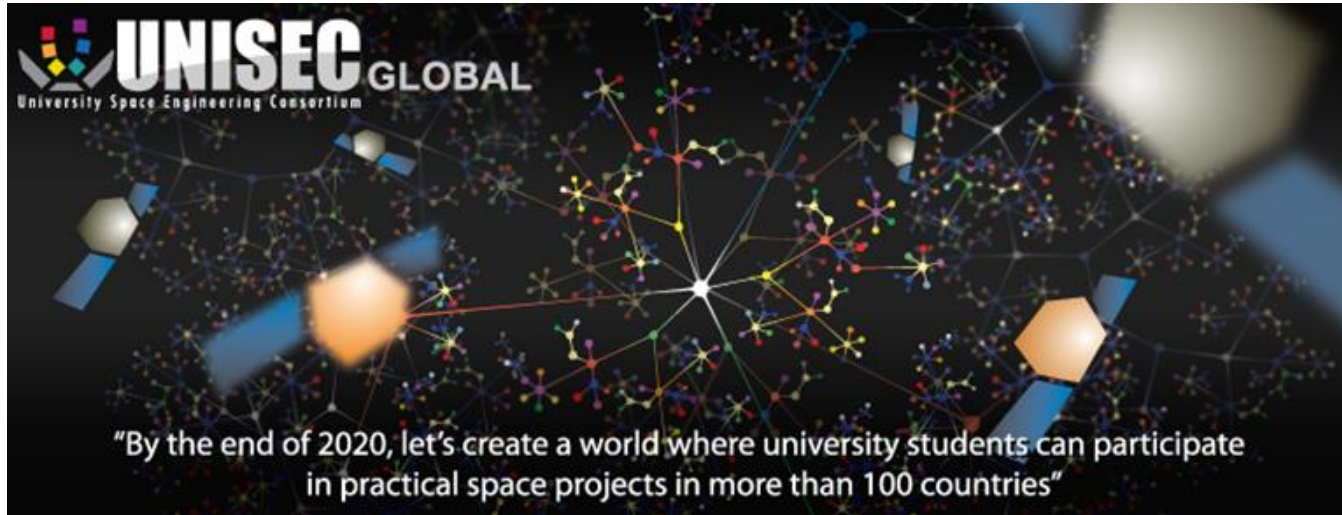 UNISEC GLOBAL
University Space Engineering Consortium
“By the end of 2020, let’s create a world where university students can participate
in practical space projects in more than 100 countries”